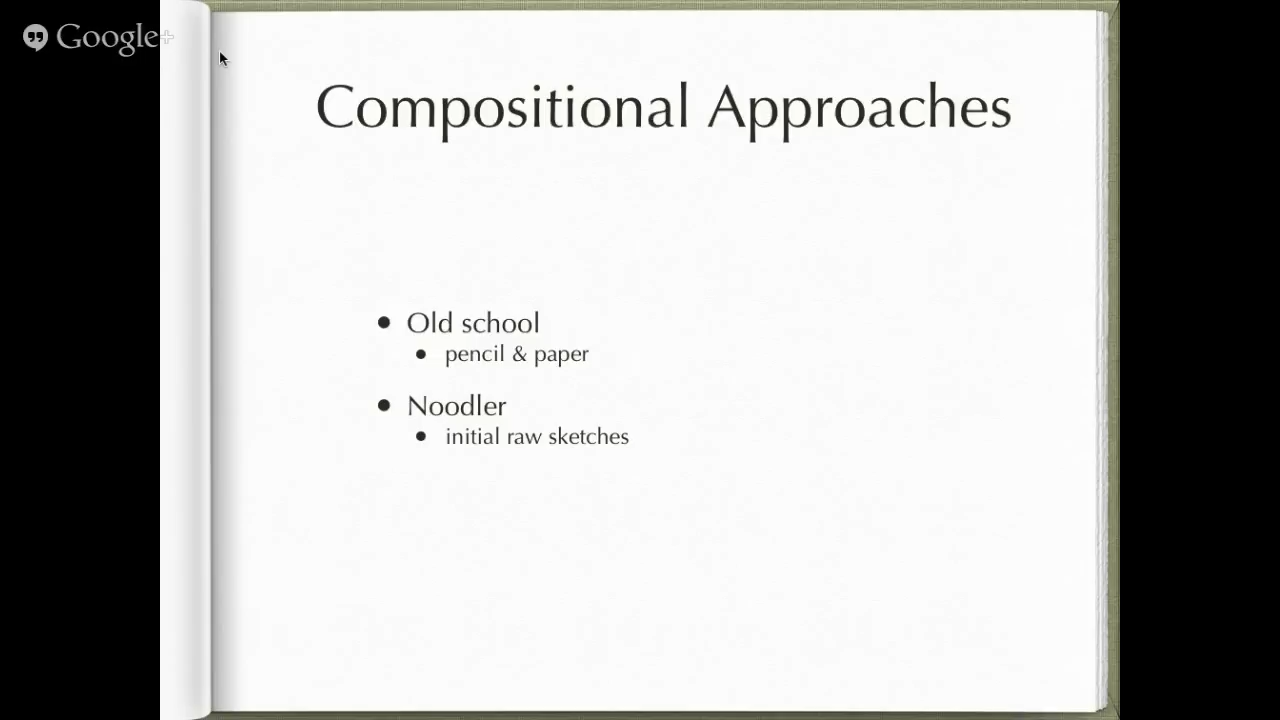 Google+
Compositional Approaches
• Old school
• pencil & paper
• Noodler
• initial raw sketches